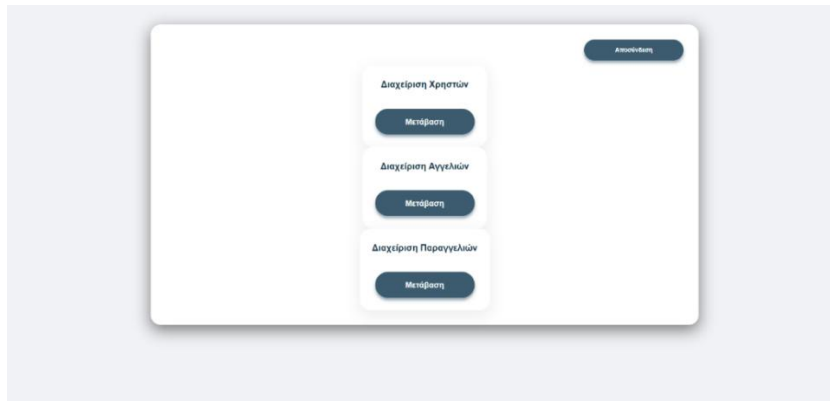 Αποσύνδεση
Διαχείριση Χρηστών
Μετάβαση
Διαχείριση Αγγελιών
Μετάβαση
Διαχείριση Παραγγελιών
Μετάβαση